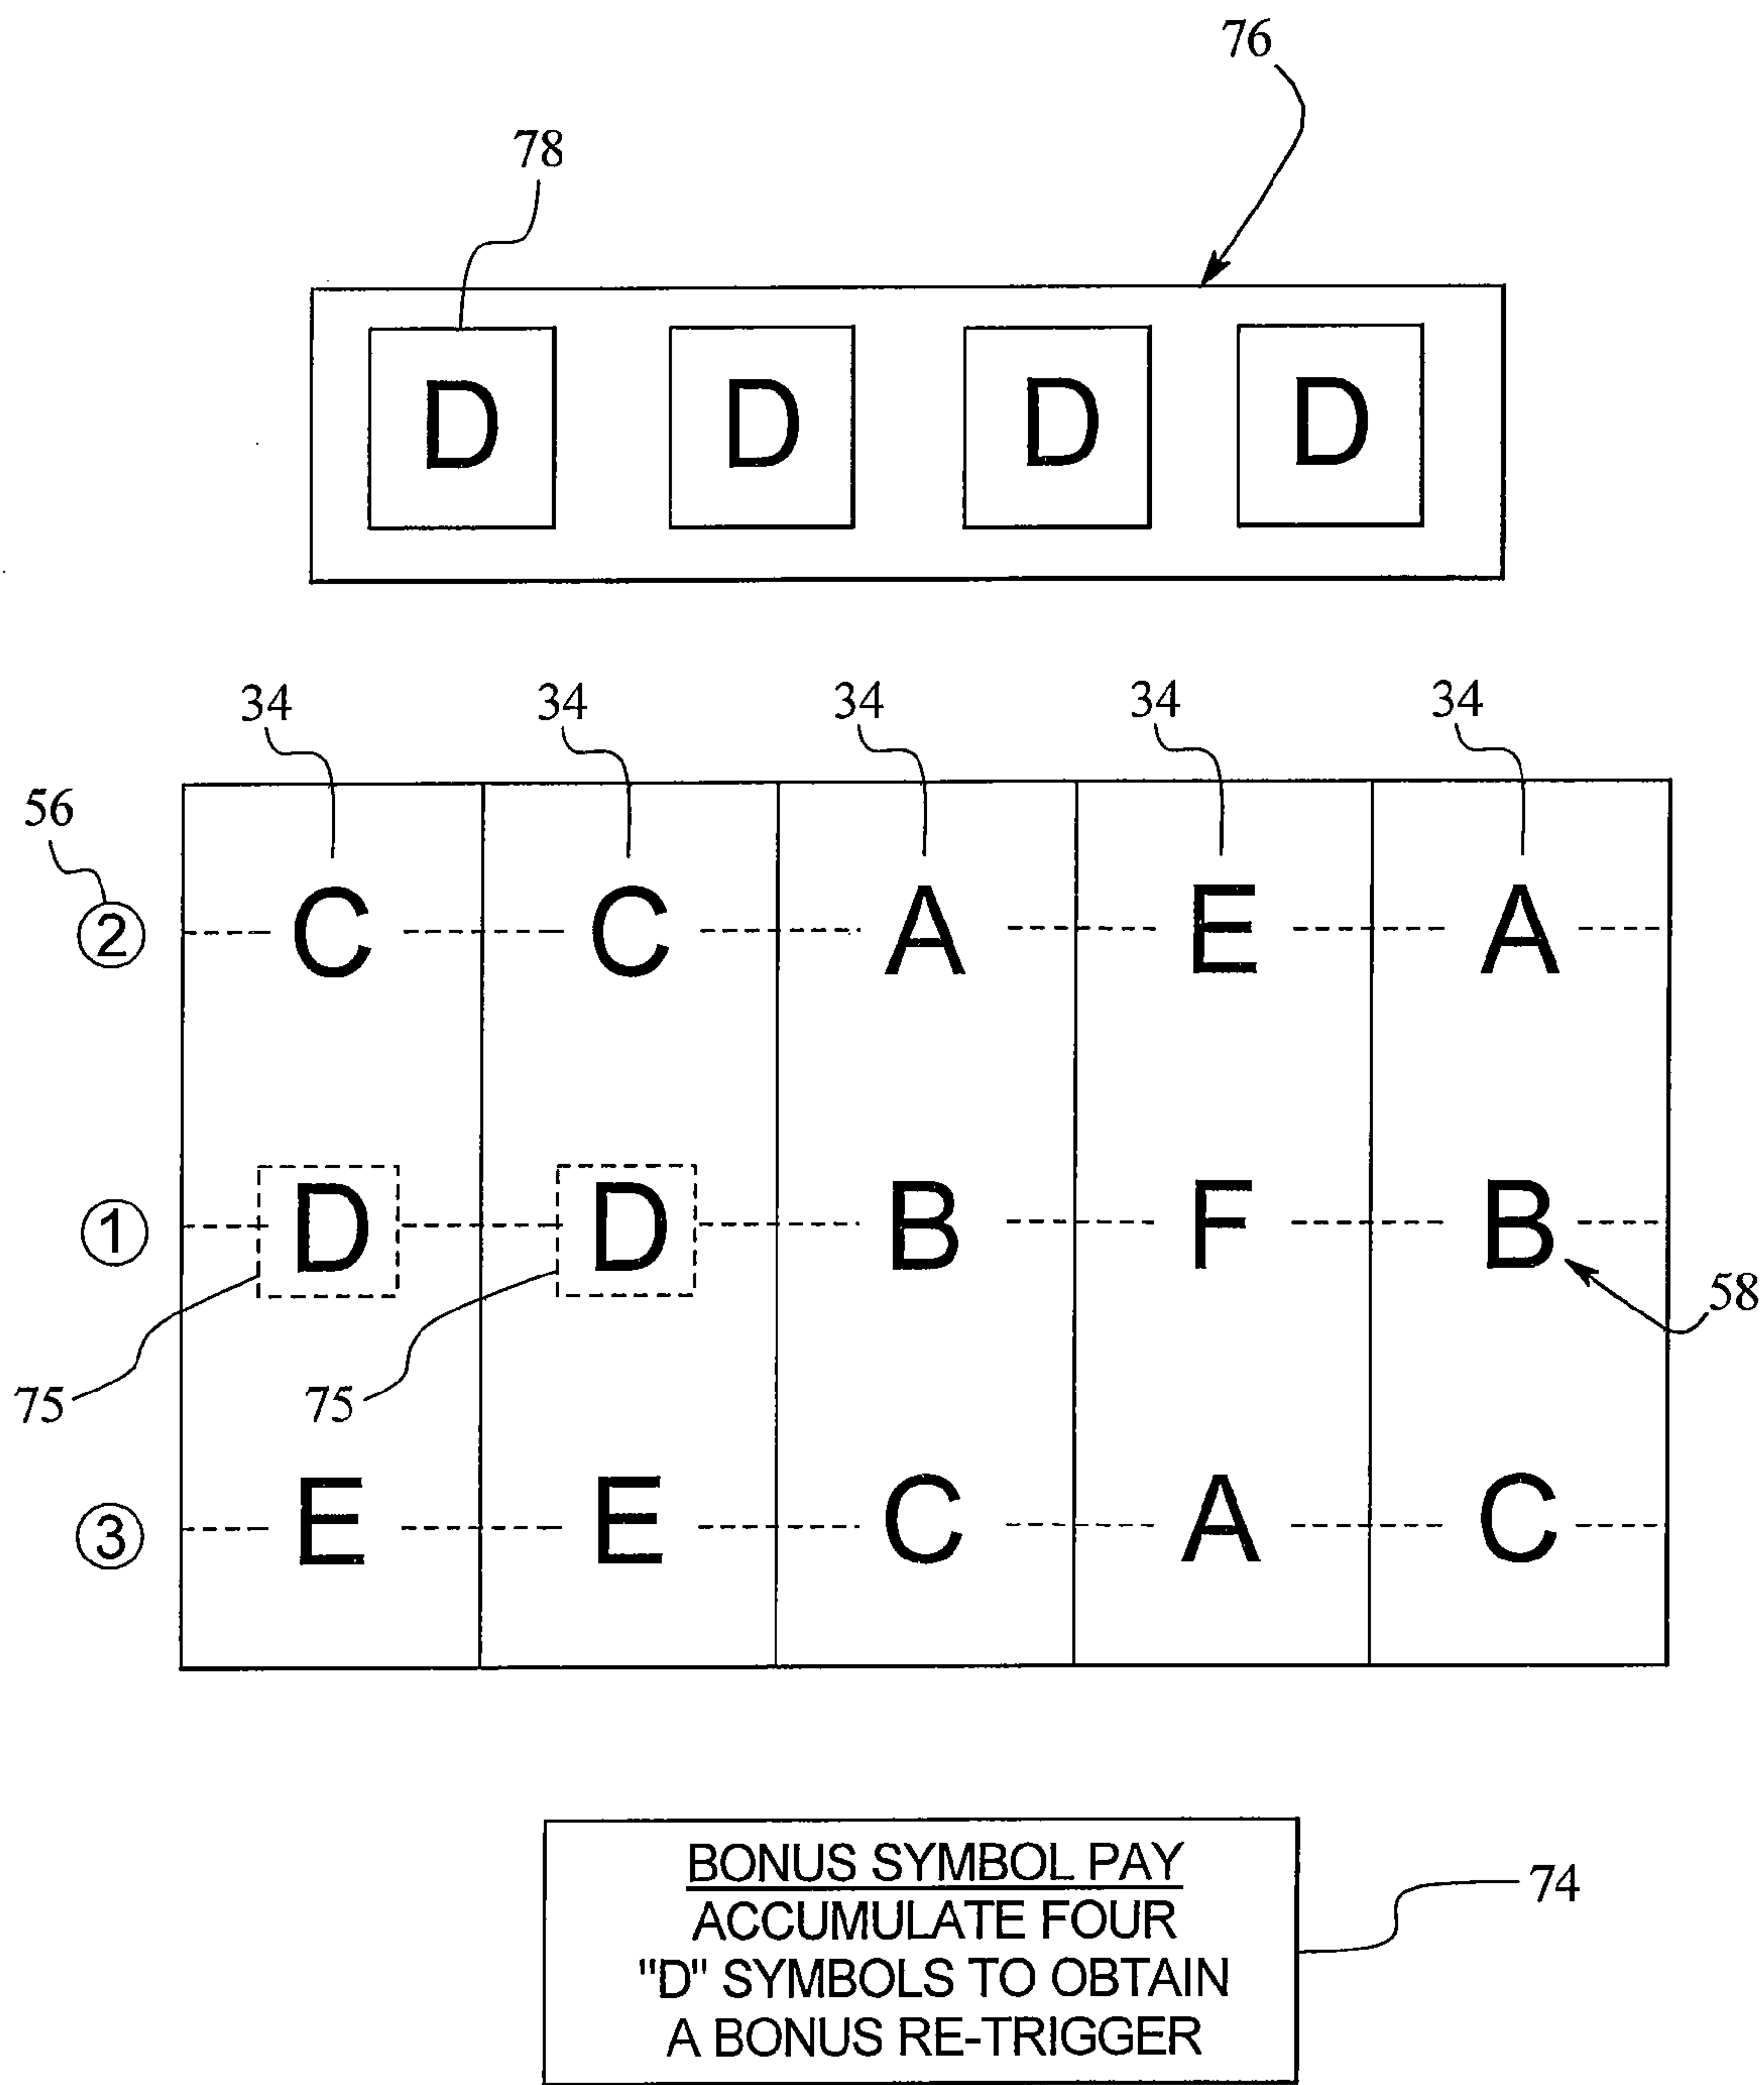 76
78
D D D D
34 34 34 34 34
56
② C C A E A
① D D B F B
58
75 75
③ E E C A C
BONUS SYMBOL PAY
ACCUMULATE FOUR
"D" SYMBOLS TO OBTAIN
A BONUS RE-TRIGGER
74